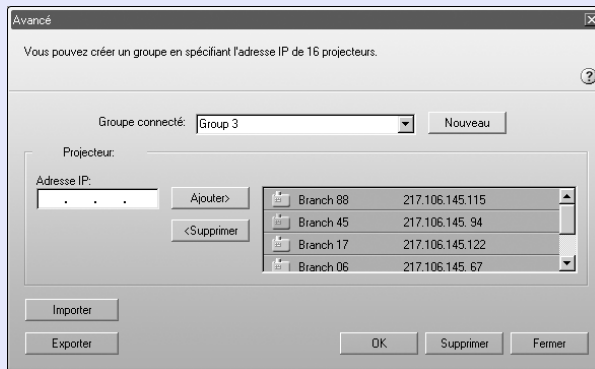 Avancé
Vous pouvez créer un groupe en spécifiant l'adresse IP de 16 projecteurs.
?
Groupe connecté: Group 3 Nouveau
Projecteur:
Adresse IP:
. . .
Ajouter>
<Supprimer
Branch 88 217.106.145.115
Branch 45 217.106.145. 94
Branch 17 217.106.145.122
Branch 06 217.106.145. 67
Importer
Exporter
OK Supprimer Fermer